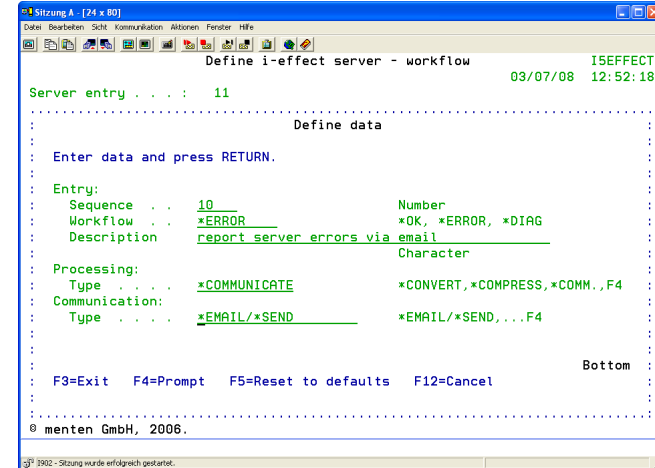 Sitzung A - [24 x 80]
Datei Bearbeiten Sicht Kommunikation Aktionen Fenster Hilfe
Define i-effect server - workflow I5EFFECT
03/07/08 12:52:18
Server entry . . . : 11
Define data
Enter data and press RETURN.
Entry:
Sequence . . 10 Number
Workflow . . *ERROR *OK, *ERROR, *DIAG
Description report server errors via email
Character
Processing:
Type . . . . *COMMUNICATE *CONVERT,*COMPRESS,*COMM.,F4
Communication:
Type . . . . *EMAIL/*SEND *EMAIL/*SEND,...F4
Bottom
F3=Exit F4=Prompt F5=Reset to defaults F12=Cancel
© menten GmbH, 2006.
I902 - Sitzung wurde erfolgreich gestartet.